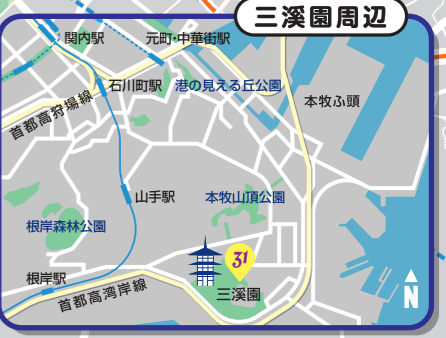 三溪園周辺
関内駅
元町・中華街駅
石川町駅
港の見える丘公園
首都高狩場線
本牧ふ頭
山手駅
本牧山頂公園
根岸森林公園
31
根岸駅
三溪園
首都高湾岸線
N